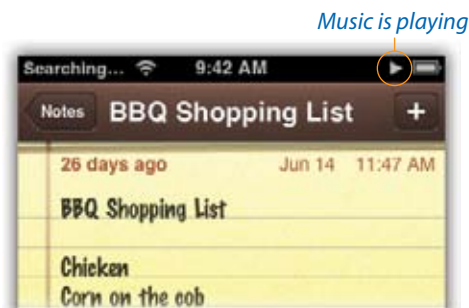 Music is playing
Searching... 9:42 AM
Notes BBQ Shopping List +
26 days ago Jun 14 11:47 AM
BBQ Shopping List
Chicken
Corn on the cob